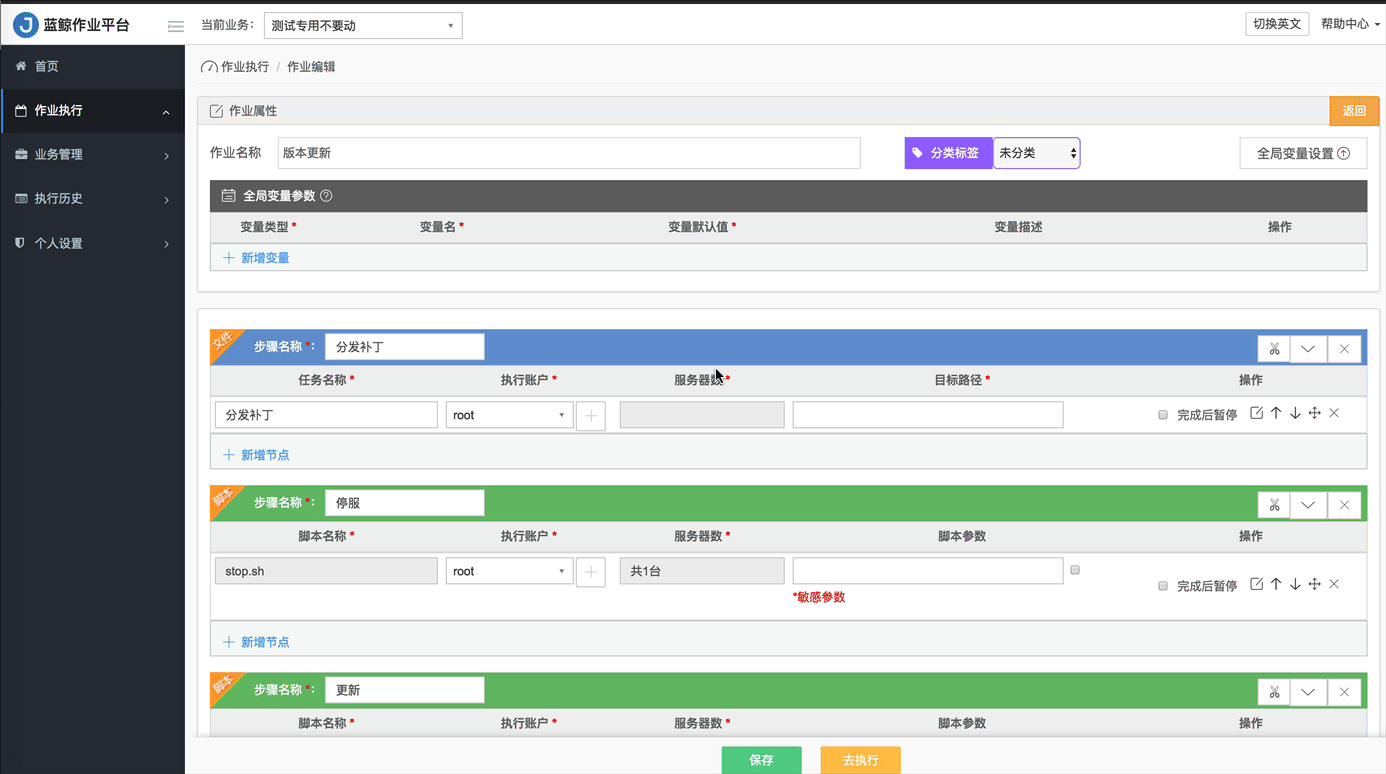 蓝鲸作业平台
当前业务: 测试专用不要动
切换英文 帮助中心
首页
作业执行
业务管理
执行历史
个人设置
作业执行 / 作业编辑
作业属性 返回
作业名称 版本更新 分类标签 未分类 全局变量设置
全局变量参数
变量类型* 变量名* 变量默认值* 变量描述 操作
新增变量
文件 步骤名称*: 分发补丁
任务名称* 执行账户* 服务器数* 目标路径* 操作
分发补丁 root 完成后暂停
新增节点
脚本 步骤名称*: 停服
脚本名称* 执行账户* 服务器数* 脚本参数 操作
stop.sh root 共1台 完成后暂停
*敏感参数
新增节点
脚本 步骤名称*: 更新
脚本名称* 执行账户* 服务器数* 脚本参数 操作
保存 去执行